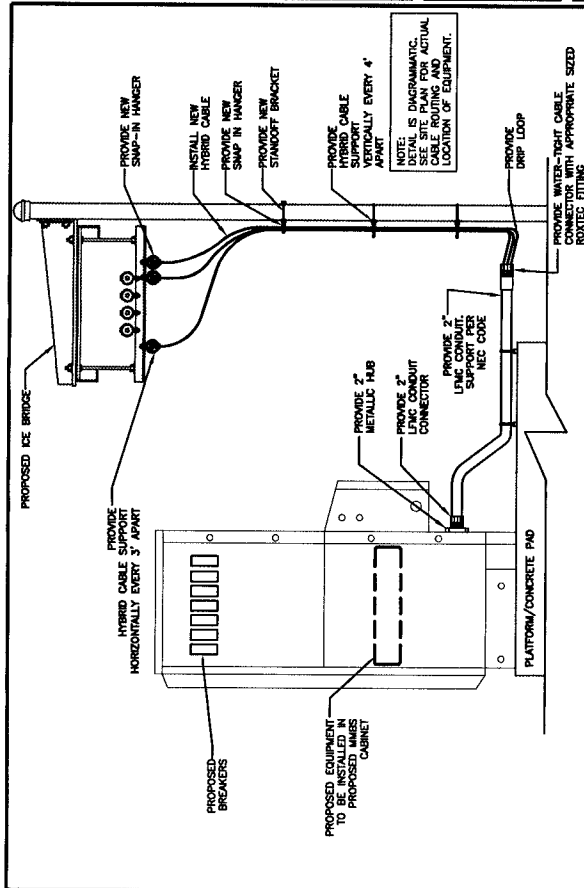 PROPOSED ICE BRIDGE
PROVIDE
HYBRID CABLE SUPPORT
HORIZONTALLY EVERY 3' APART
PROVIDE NEW
SNAP-IN HANGER
INSTALL NEW
HYBRID CABLE
PROVIDE NEW
SNAP IN HANGER
PROVIDE NEW
STANDOFF BRACKET
PROVIDE
HYBRID CABLE
SUPPORT
VERTICALLY EVERY 4'
APART
NOTE:
DETAIL IS DIAGRAMMATIC.
SEE SITE PLAN FOR ACTUAL
CABLE ROUTING AND
LOCATION OF EQUIPMENT.
PROVIDE
DRIP LOOP
PROVIDE WATER-TIGHT CABLE
CONNECTOR WITH APPROPRIATE SIZED
ROXTEC FITTING
PROVIDE 2"
METALLIC HUB
PROVIDE 2"
LFMC CONDUIT
CONNECTOR
PROVIDE 2"
LFMC CONDUIT.
SUPPORT PER
NEC CODE
PROPOSED
BREAKERS
PROPOSED EQUIPMENT
TO BE INSTALLED IN
PROPOSED MMBS
CABINET
PLATFORM/CONCRETE PAD